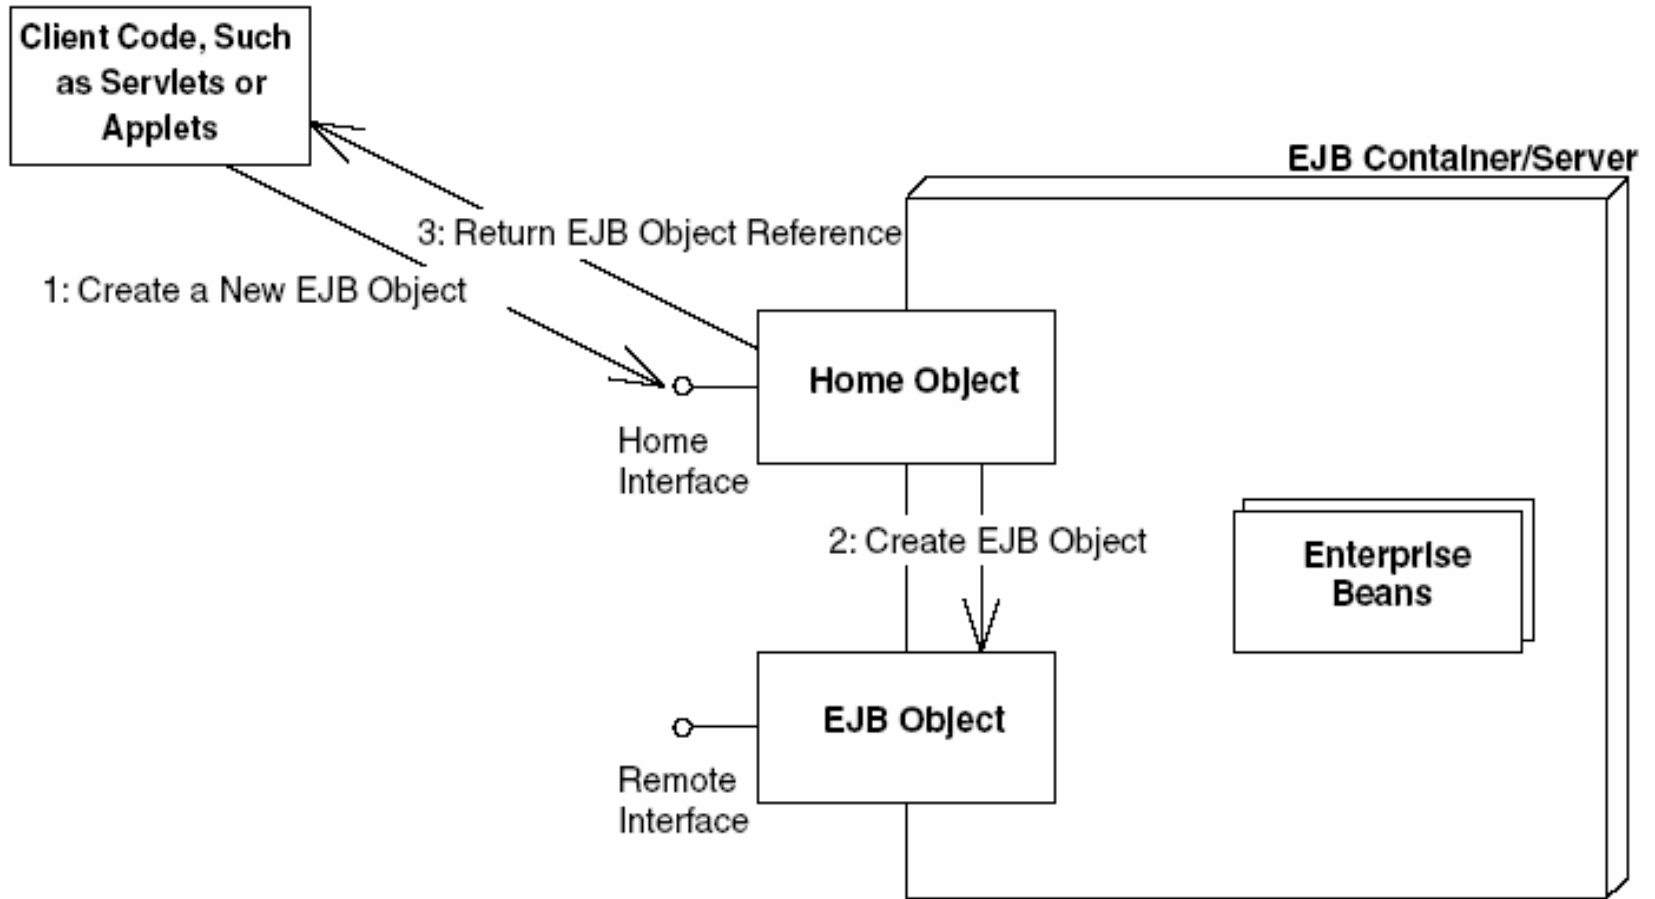 Client Code, Such
as Servlets or
Applets
EJB Container/Server
3: Return EJB Object Reference
1: Create a New EJB Object
Home Object
Home
Interface
2: Create EJB Object
Enterprise
Beans
EJB Object
Remote
Interface